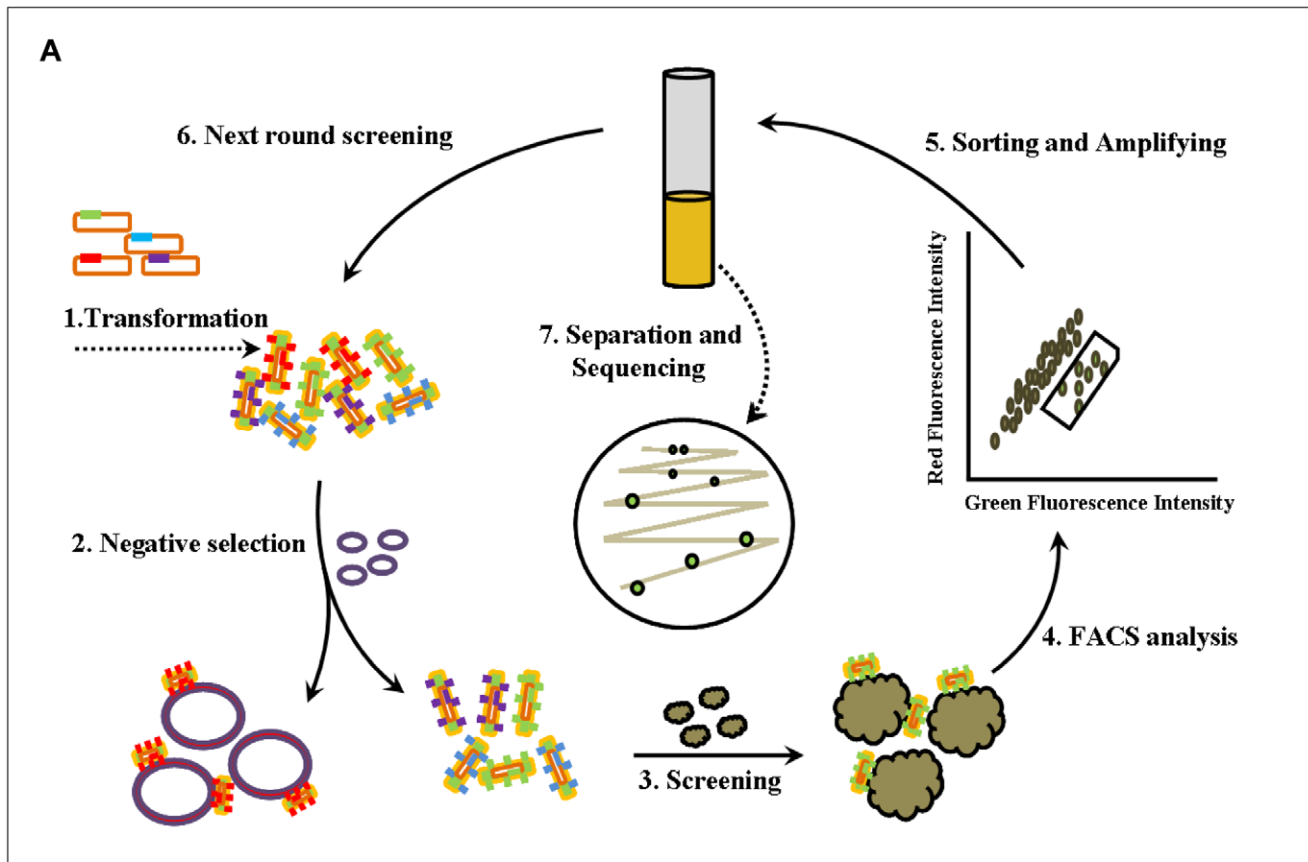 A
6. Next round screening
5. Sorting and Amplifying
1.Transformation
7. Separation and
Sequencing
Red Fluorescence Intensity
Green Fluorescence Intensity
2. Negative selection
4. FACS analysis
3. Screening